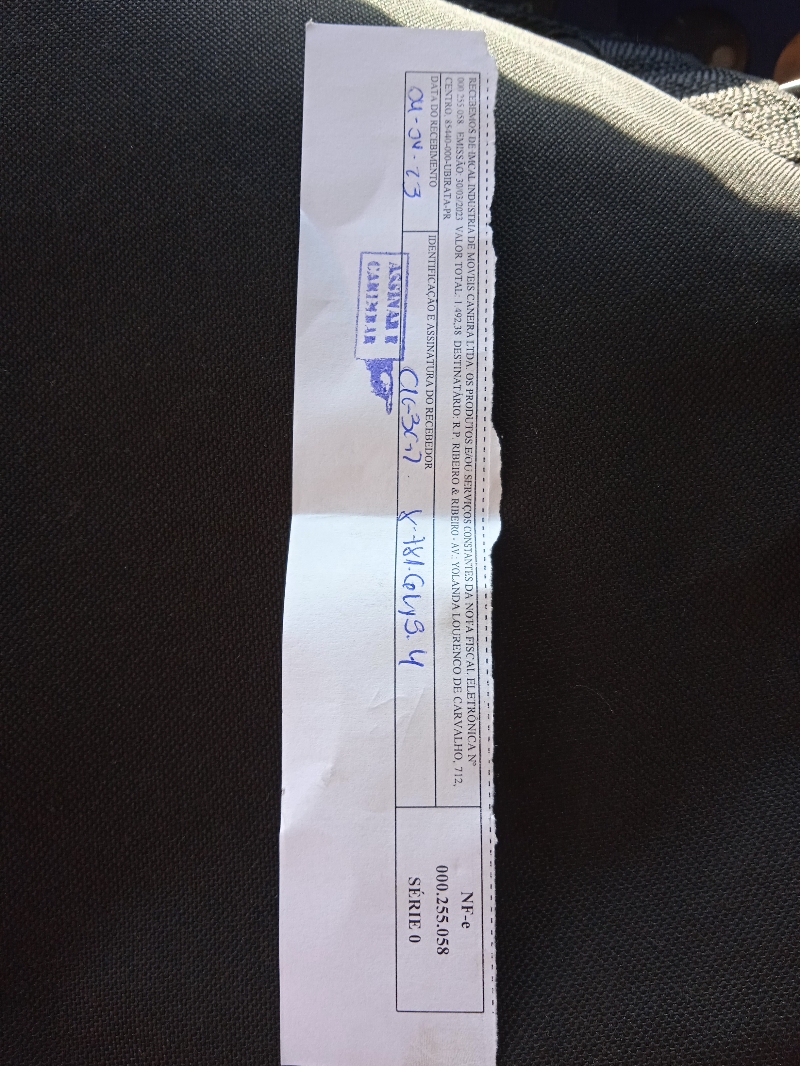 RECEBEMOS DE IMCAL INDUSTRIA DE MOVEIS CANEIRA LTDA. OS PRODUTOS E/OU SERVIÇOS CONSTANTES DA NOTA FISCAL ELETRÔNICA Nº
000 255 058 EMISSÃO: 30/03/2023 VALOR TOTAL: 1 492,38 DESTINATÁRIO: R.P. RIBEIRO & RIBEIRO - AV.: YOLANDA LOURENCO DE CARVALHO, 712,
CENTRO, 85440-000-UBIRATA-PR
DATA DO RECEBIMENTO
04-04-23
IDENTIFICAÇÃO E ASSINATURA DO RECEBEDOR
ASSINAR E
CARIMBAR
NF-e
000.255.058
SÉRIE 0